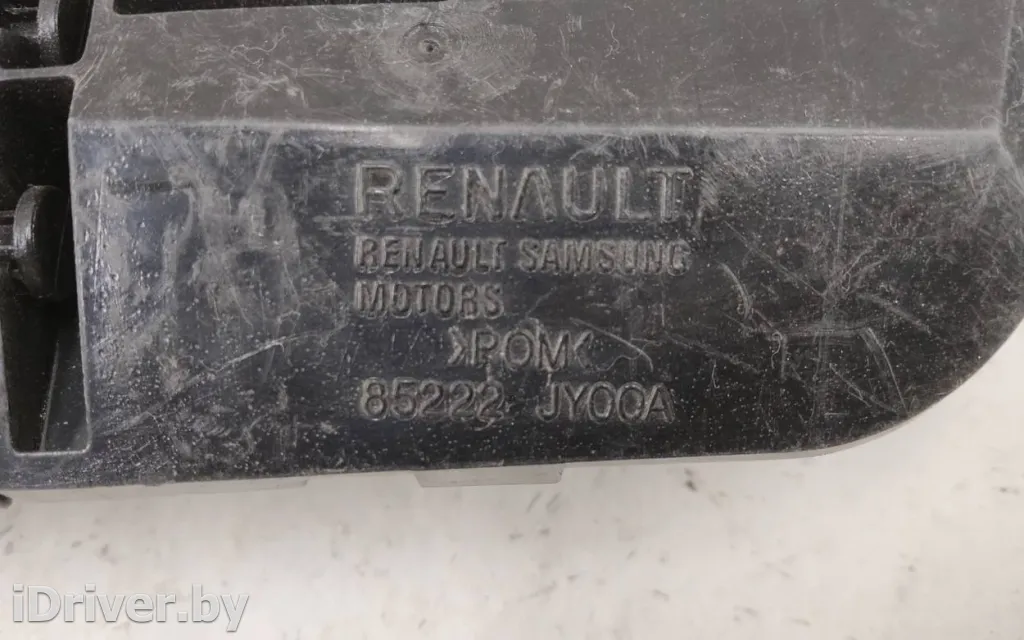 RENAULT
RENAULT SAMSUNG
MOTORS
>POM<
85222 JY00A
iDriver.by